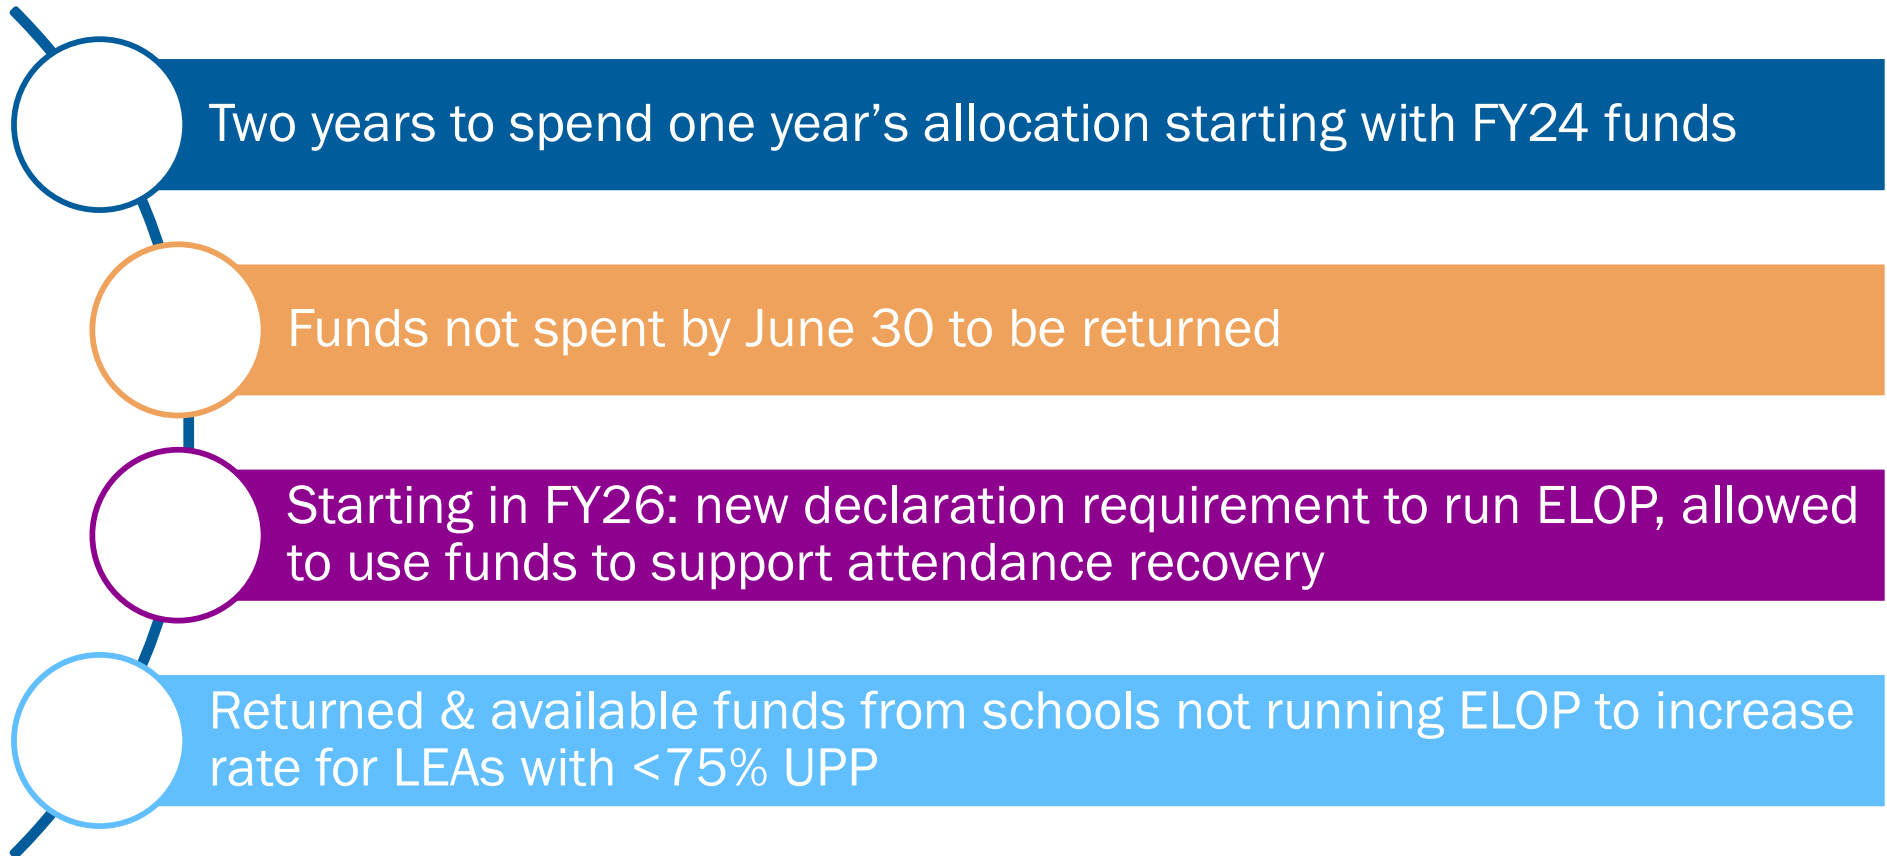 Two years to spend one year’s allocation starting with FY24 funds
Funds not spent by June 30 to be returned
Starting in FY26: new declaration requirement to run ELOP, allowed
to use funds to support attendance recovery
Returned & available funds from schools not running ELOP to increase
rate for LEAs with <75% UPP